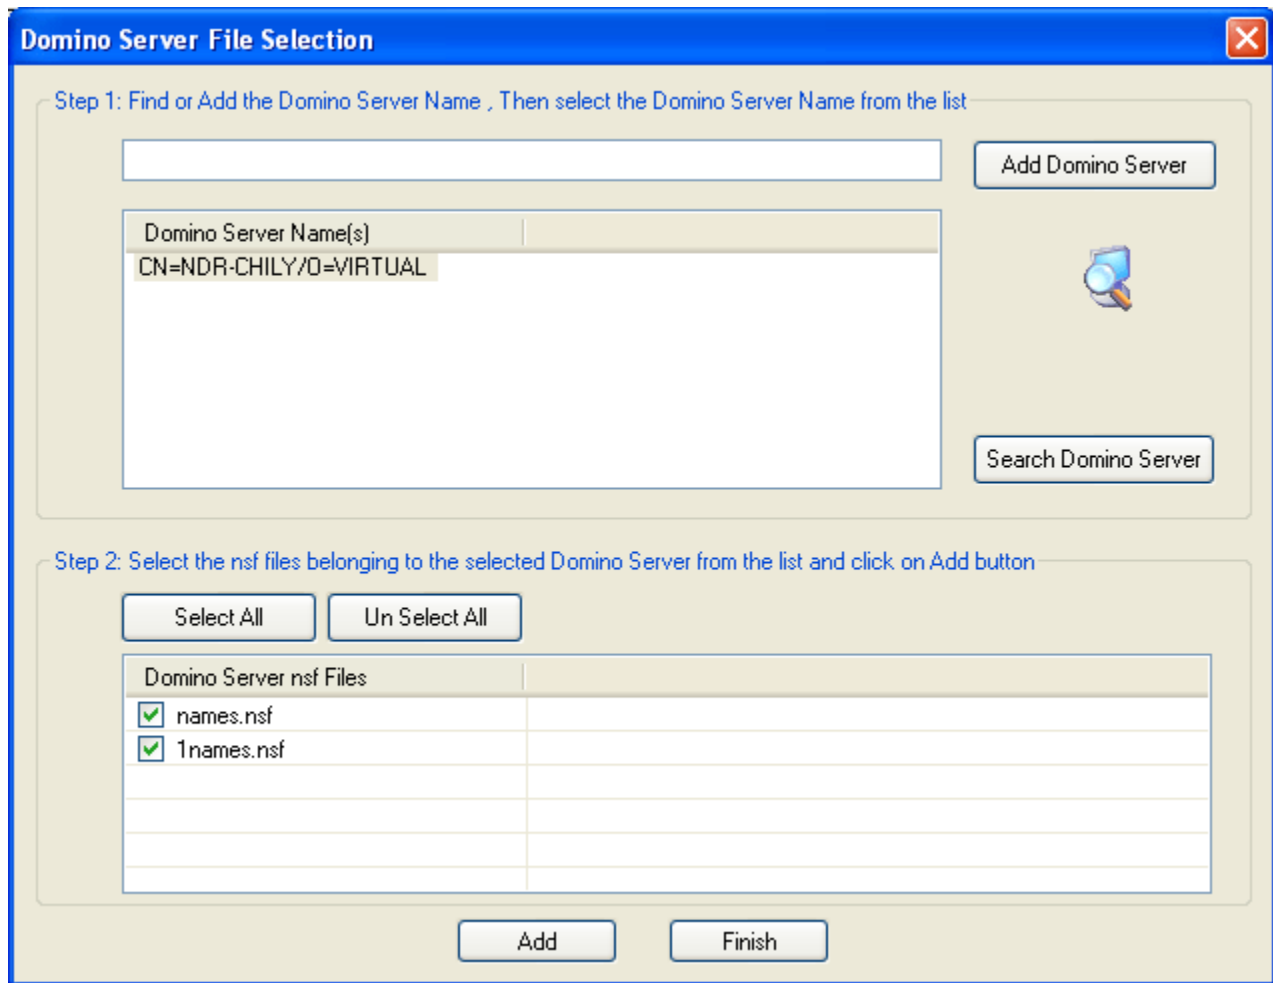 Domino Server File Selection
Step 1: Find or Add the Domino Server Name , Then select the Domino Server Name from the list
Add Domino Server
Domino Server Name(s)
CN=NDR-CHILY/O=VIRTUAL
Search Domino Server
Step 2: Select the nsf files belonging to the selected Domino Server from the list and click on Add button
Select All
Un Select All
Domino Server nsf Files
names.nsf
1names.nsf
Add
Finish